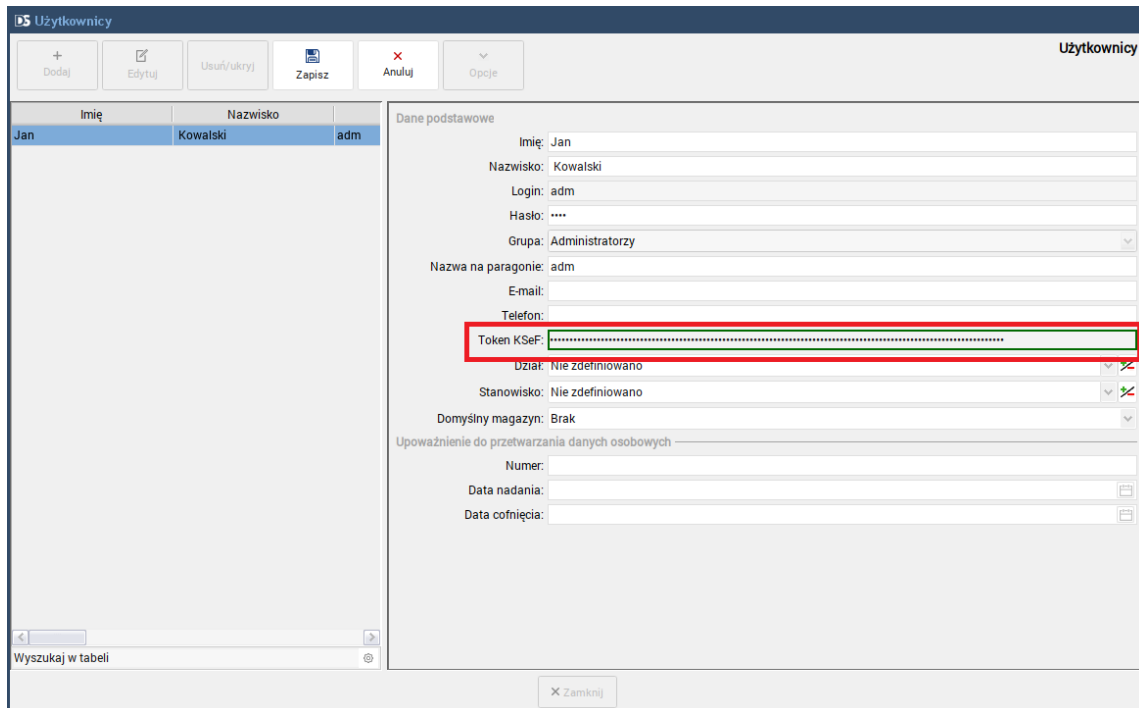 DS Użytkownicy
Dodaj Edytuj Usuń/ukryj Zapisz Anuluj Opcje Użytkownicy
Imię Nazwisko
Jan Kowalski adm
Dane podstawowe
Imię: Jan
Nazwisko: Kowalski
Login: adm
Hasło: ••••
Grupa: Administratorzy
Nazwa na paragonie: adm
E-mail:
Telefon:
Token KSeF:
Dział: Nie zdefiniowano
Stanowisko: Nie zdefiniowano
Domyślny magazyn: Brak
Upoważnienie do przetwarzania danych osobowych
Numer:
Data nadania:
Data cofnięcia:
Wyszukaj w tabeli
Zamknij